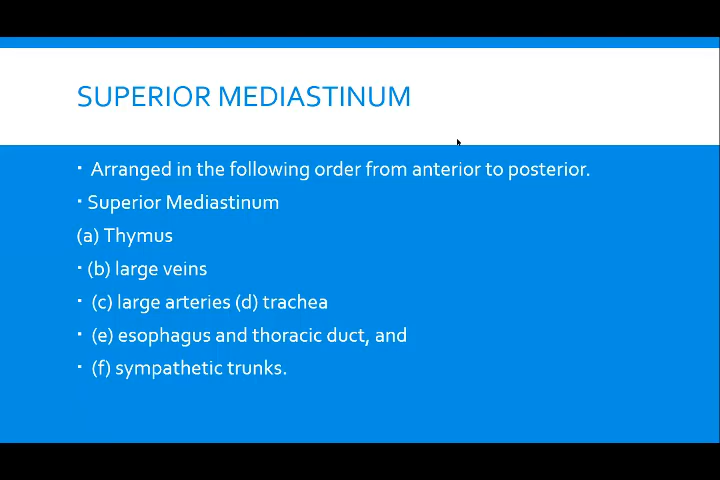 SUPERIOR MEDIASTINUM
▪ Arranged in the following order from anterior to posterior.
▪ Superior Mediastinum
(a) Thymus
▪ (b) large veins
▪ (c) large arteries (d) trachea
▪ (e) esophagus and thoracic duct, and
▪ (f) sympathetic trunks.